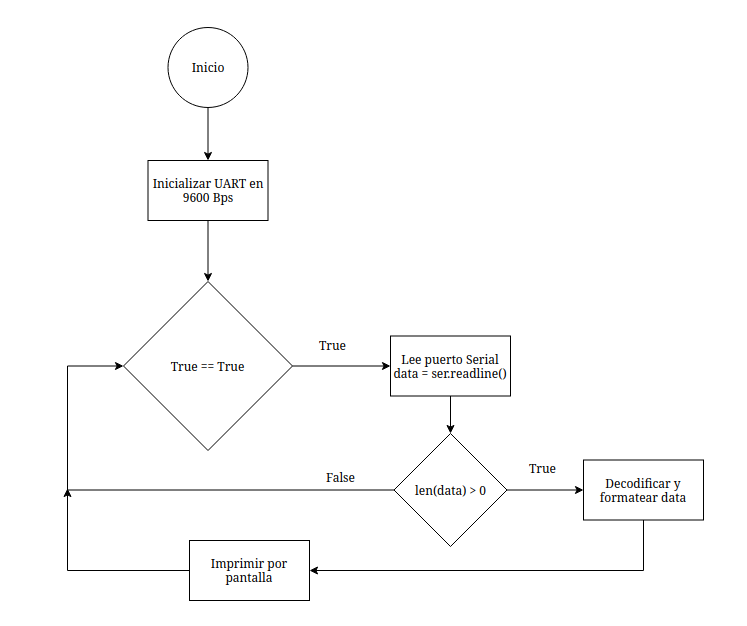 Inicio
Inicializar UART en
9600 Bps
True == True
True
Lee puerto Serial
data = ser.readline()
len(data) > 0
True
False
Decodificar y
formatear data
Imprimir por
pantalla